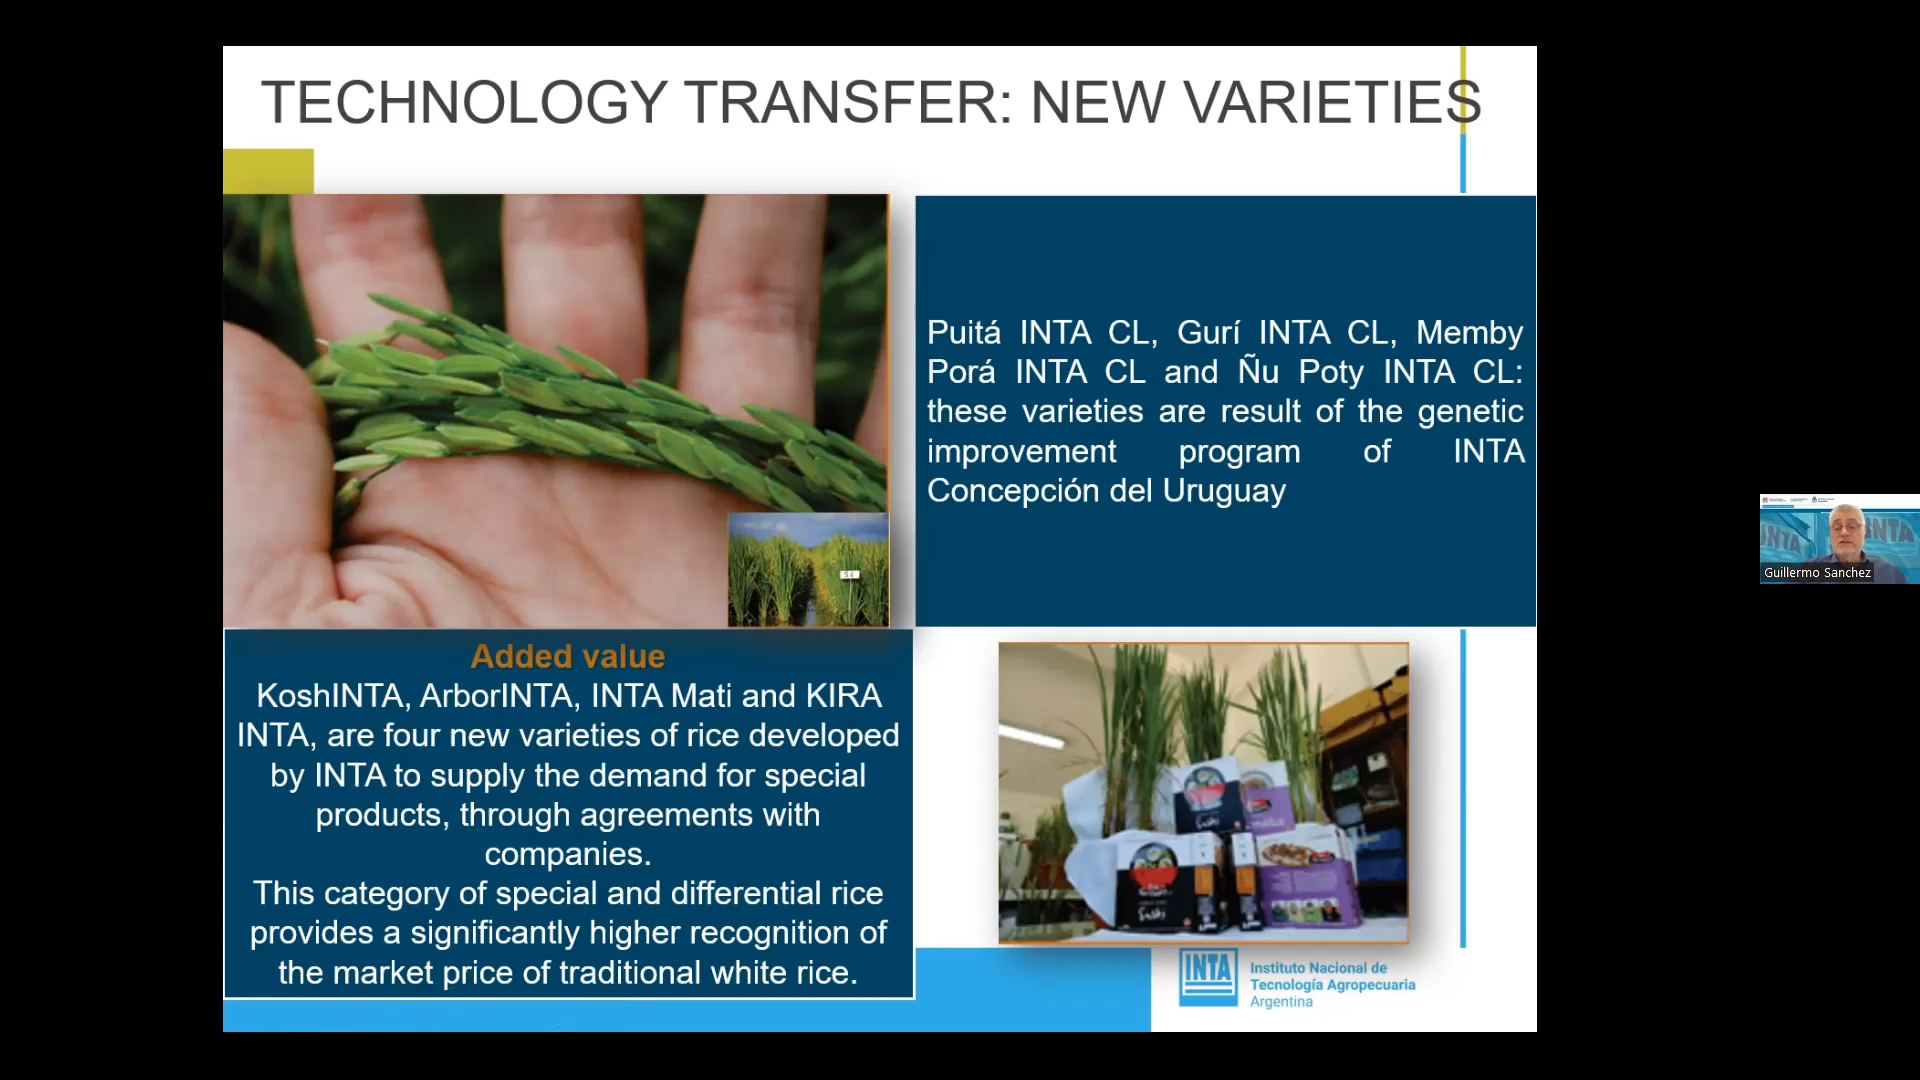 TECHNOLOGY TRANSFER: NEW VARIETIES
Puitá INTA CL, Gurí INTA CL, Memby
Porá INTA CL and Ñu Poty INTA CL:
these varieties are result of the genetic
improvement program of INTA
Concepción del Uruguay
Added value
KoshINTA, ArborINTA, INTA Mati and KIRA
INTA, are four new varieties of rice developed
by INTA to supply the demand for special
products, through agreements with
companies.
This category of special and differential rice
provides a significantly higher recognition of
the market price of traditional white rice.
Sushi
INTA
Instituto Nacional de
Tecnología Agropecuaria
Argentina
INTA
INTA
Guillermo Sanchez